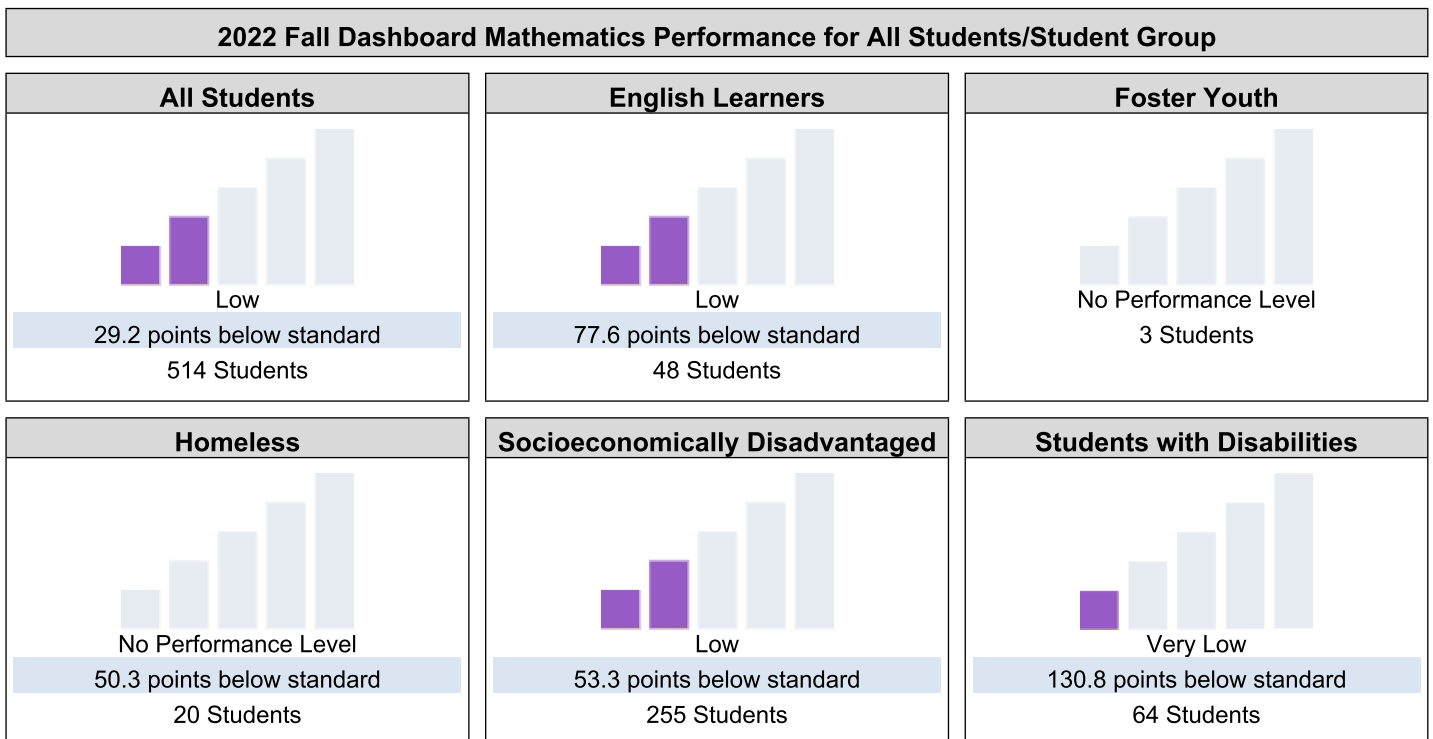 2022 Fall Dashboard Mathematics Performance for All Students/Student Group
All Students
Low
29.2 points below standard
514 Students
English Learners
Low
77.6 points below standard
48 Students
Foster Youth
No Performance Level
3 Students
Homeless
No Performance Level
50.3 points below standard
20 Students
Socioeconomically Disadvantaged
Low
53.3 points below standard
255 Students
Students with Disabilities
Very Low
130.8 points below standard
64 Students